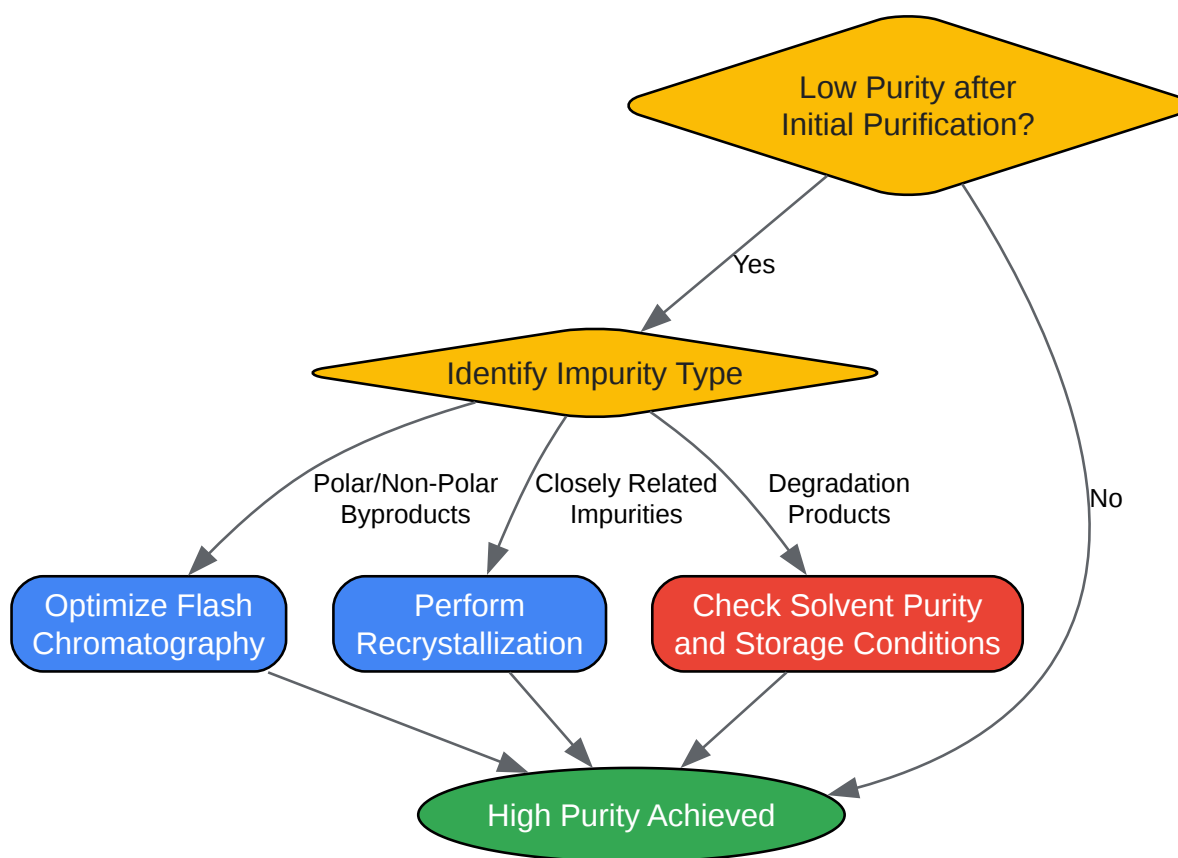 Low Purity after
Initial Purification?
Yes
Identify Impurity Type
Polar/Non-Polar
Byproducts
Closely Related
Impurities
Degradation
Products
No
Optimize Flash
Chromatography
Perform
Recrystallization
Check Solvent Purity
and Storage Conditions
High Purity Achieved